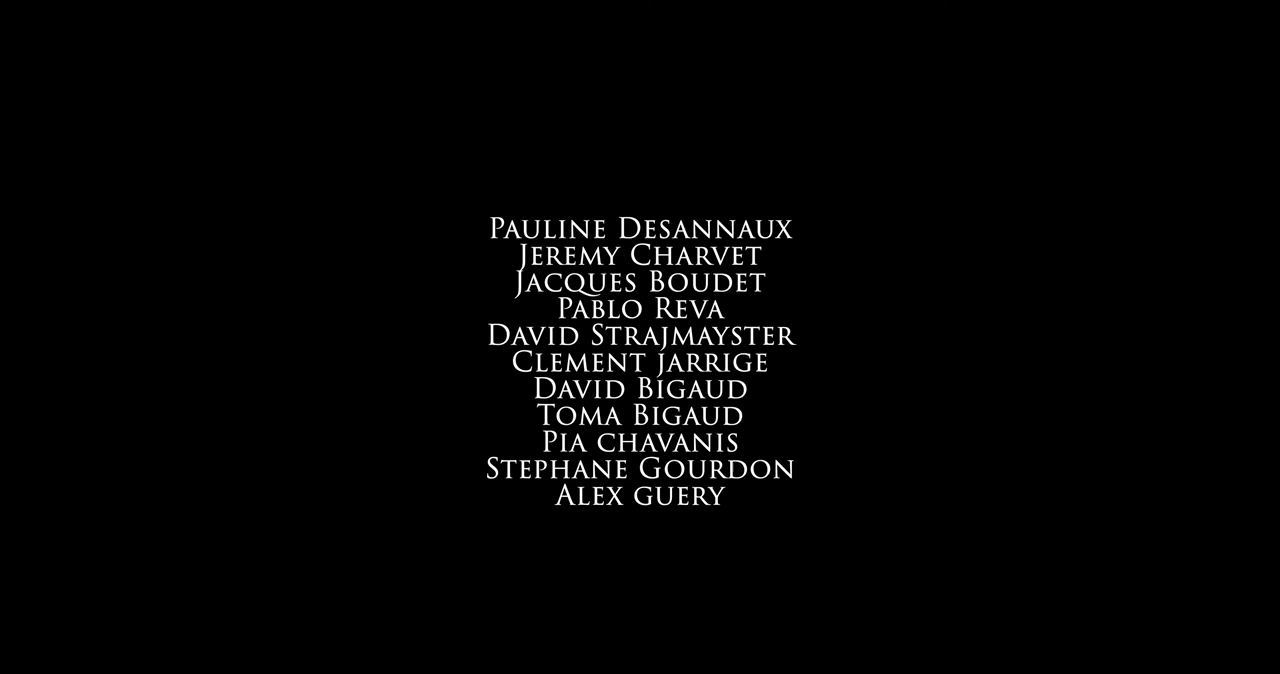 Pauline Desannaux
Jeremy Charvet
Jacques Boudet
Pablo Reva
David Strajmayster
Clement jarrige
David Bigaud
Toma Bigaud
Pia chavanis
Stephane Gourdon
Alex guery